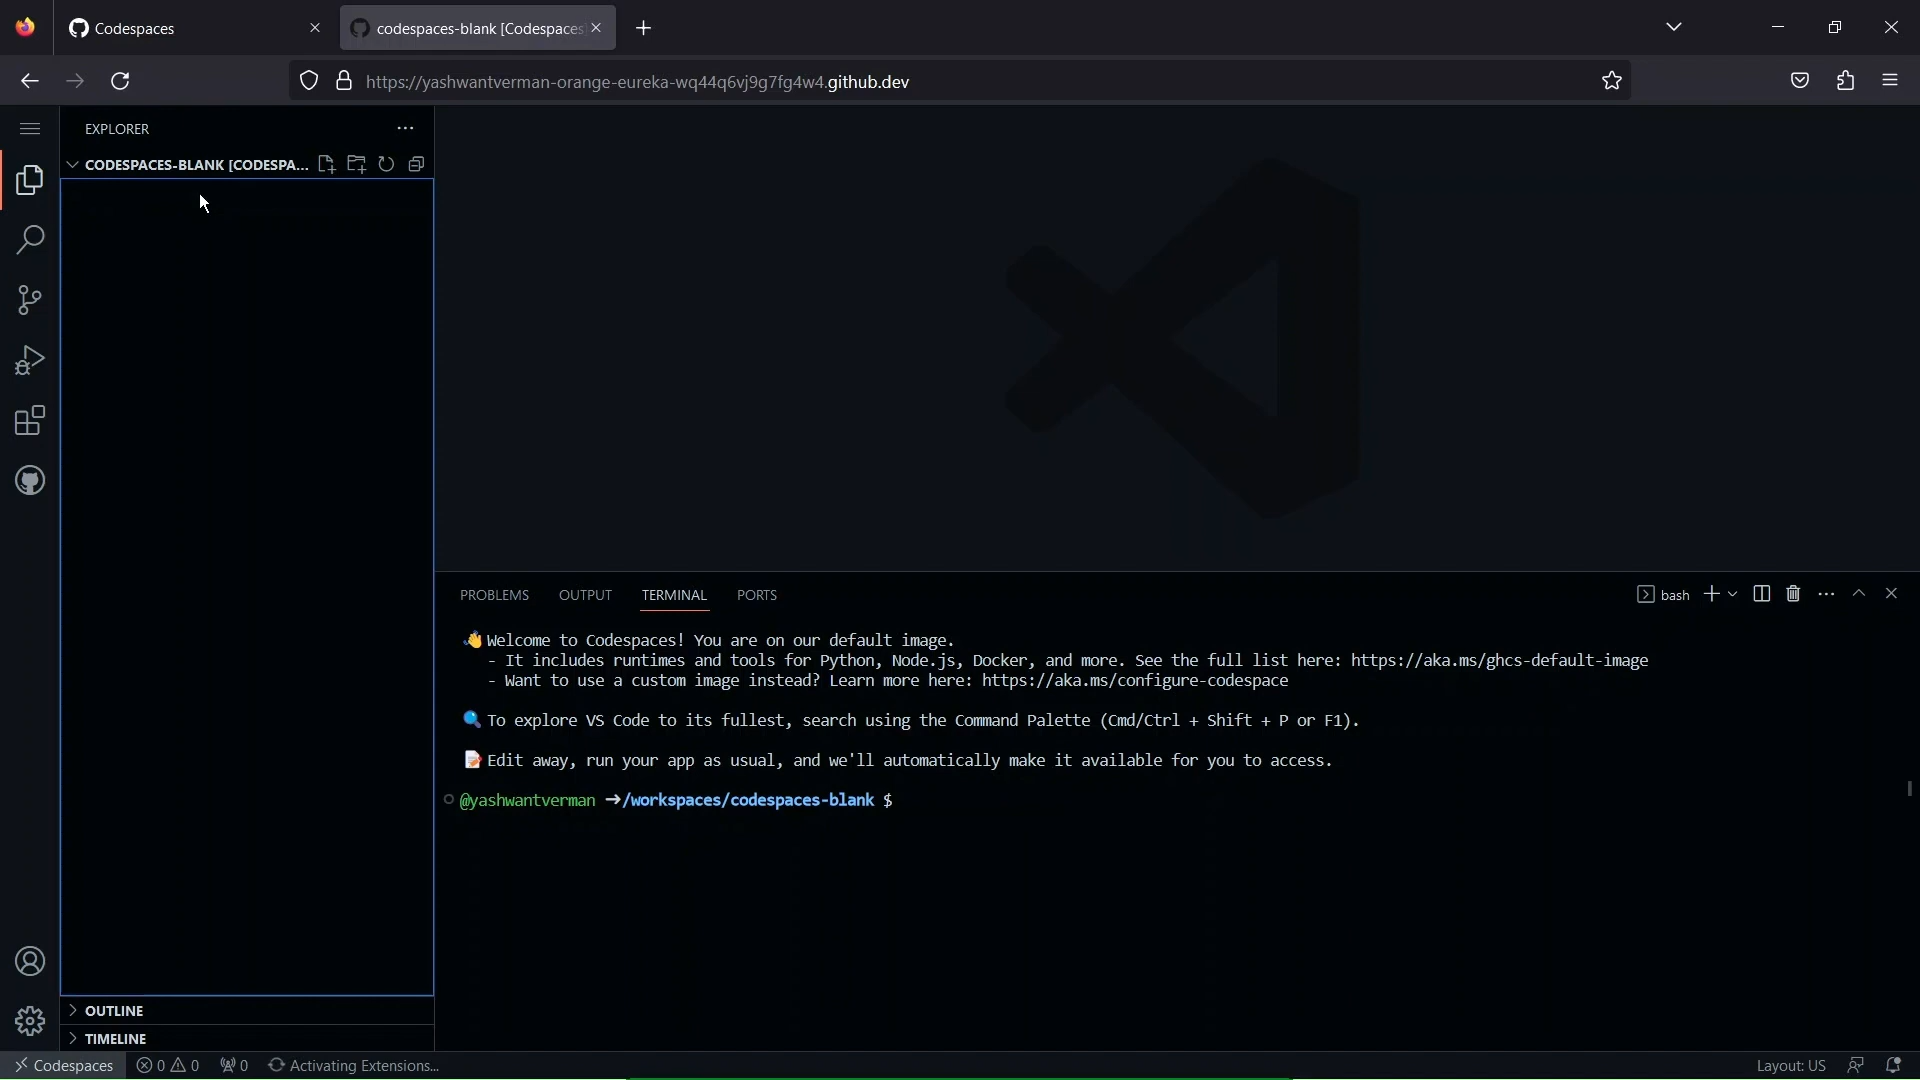 Codespaces
codespaces-blank [Codespaces
https://yashwantverman-orange-eureka-wq44q6vj9g7fg4w4.github.dev
EXPLORER
CODESPACES-BLANK [CODESPA...
PROBLEMS OUTPUT TERMINAL PORTS
bash
👋 Welcome to Codespaces! You are on our default image.
- It includes runtimes and tools for Python, Node.js, Docker, and more. See the full list here: https://aka.ms/ghcs-default-image
- Want to use a custom image instead? Learn more here: https://aka.ms/configure-codespace
🔍 To explore VS Code to its fullest, search using the Command Palette (Cmd/Ctrl + Shift + P or F1).
📝 Edit away, run your app as usual, and we'll automatically make it available for you to access.
@yashwantverman ➜/workspaces/codespaces-blank $
OUTLINE
TIMELINE
Codespaces 0 0 0 Activating Extensions... Layout: US